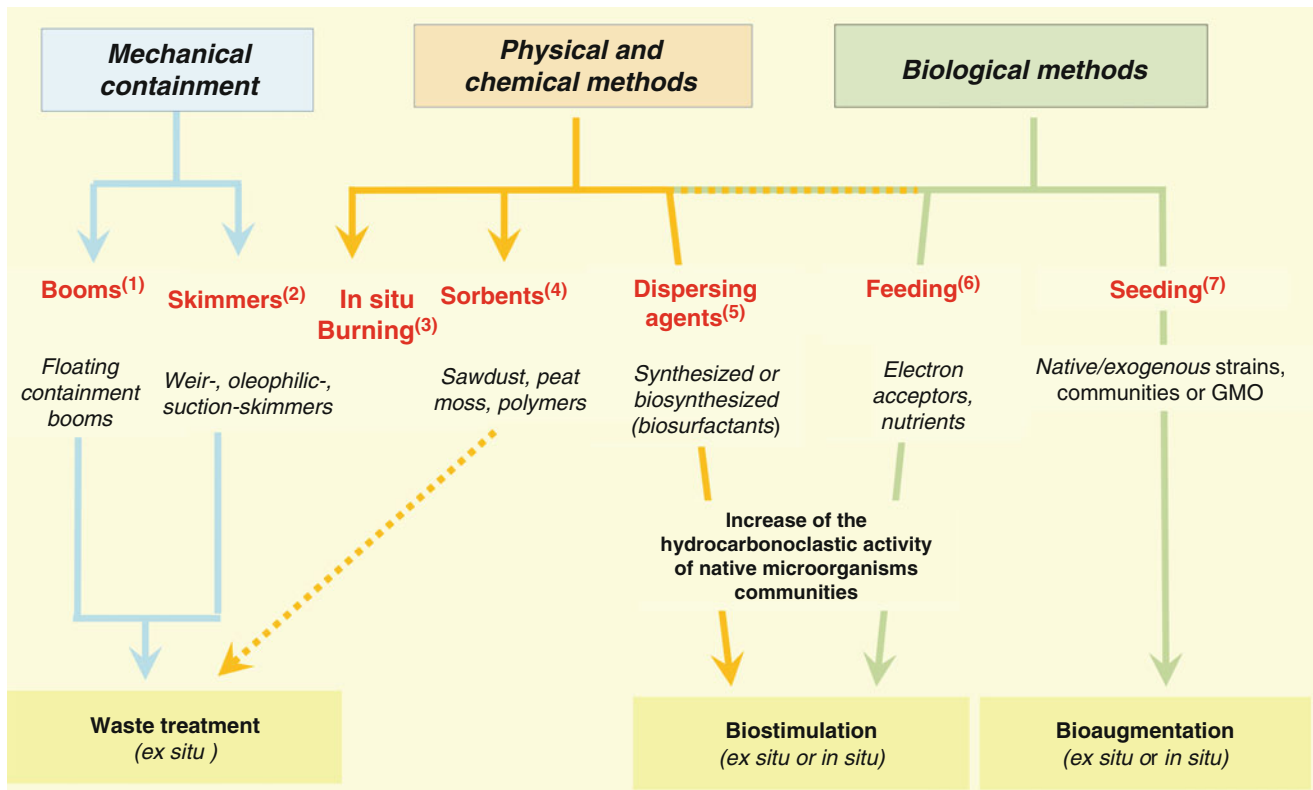 Mechanical
containment
Physical and
chemical methods
Biological methods
Booms(1)
Skimmers(2)
In situ
Burning(3)
Sorbents(4)
Dispersing
agents(5)
Feeding(6)
Seeding(7)
Floating
containment
booms
Weir-, oleophilic-,
suction-skimmers
Sawdust, peat
moss, polymers
Synthesized or
biosynthesized
(biosurfactants)
Electron
acceptors,
nutrients
Native/exogenous strains,
communities or GMO
Increase of the
hydrocarbonoclastic activity
of native microorganisms
communities
Waste treatment
(ex situ )
Biostimulation
(ex situ or in situ)
Bioaugmentation
(ex situ or in situ)